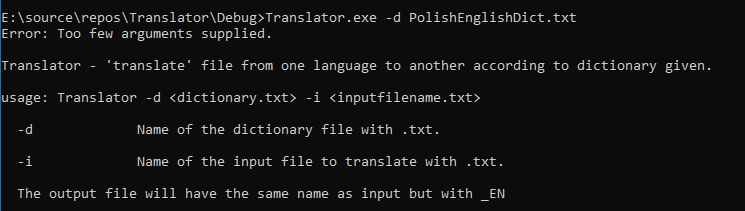 E:\source\repos\Translator\Debug>Translator.exe -d PolishEnglishDict.txt
Error: Too few arguments supplied.
Translator - 'translate' file from one language to another according to dictionary given.
usage: Translator -d <dictionary.txt> -i <inputfilename.txt>
-d Name of the dictionary file with .txt.
-i Name of the input file to translate with .txt.
The output file will have the same name as input but with _EN